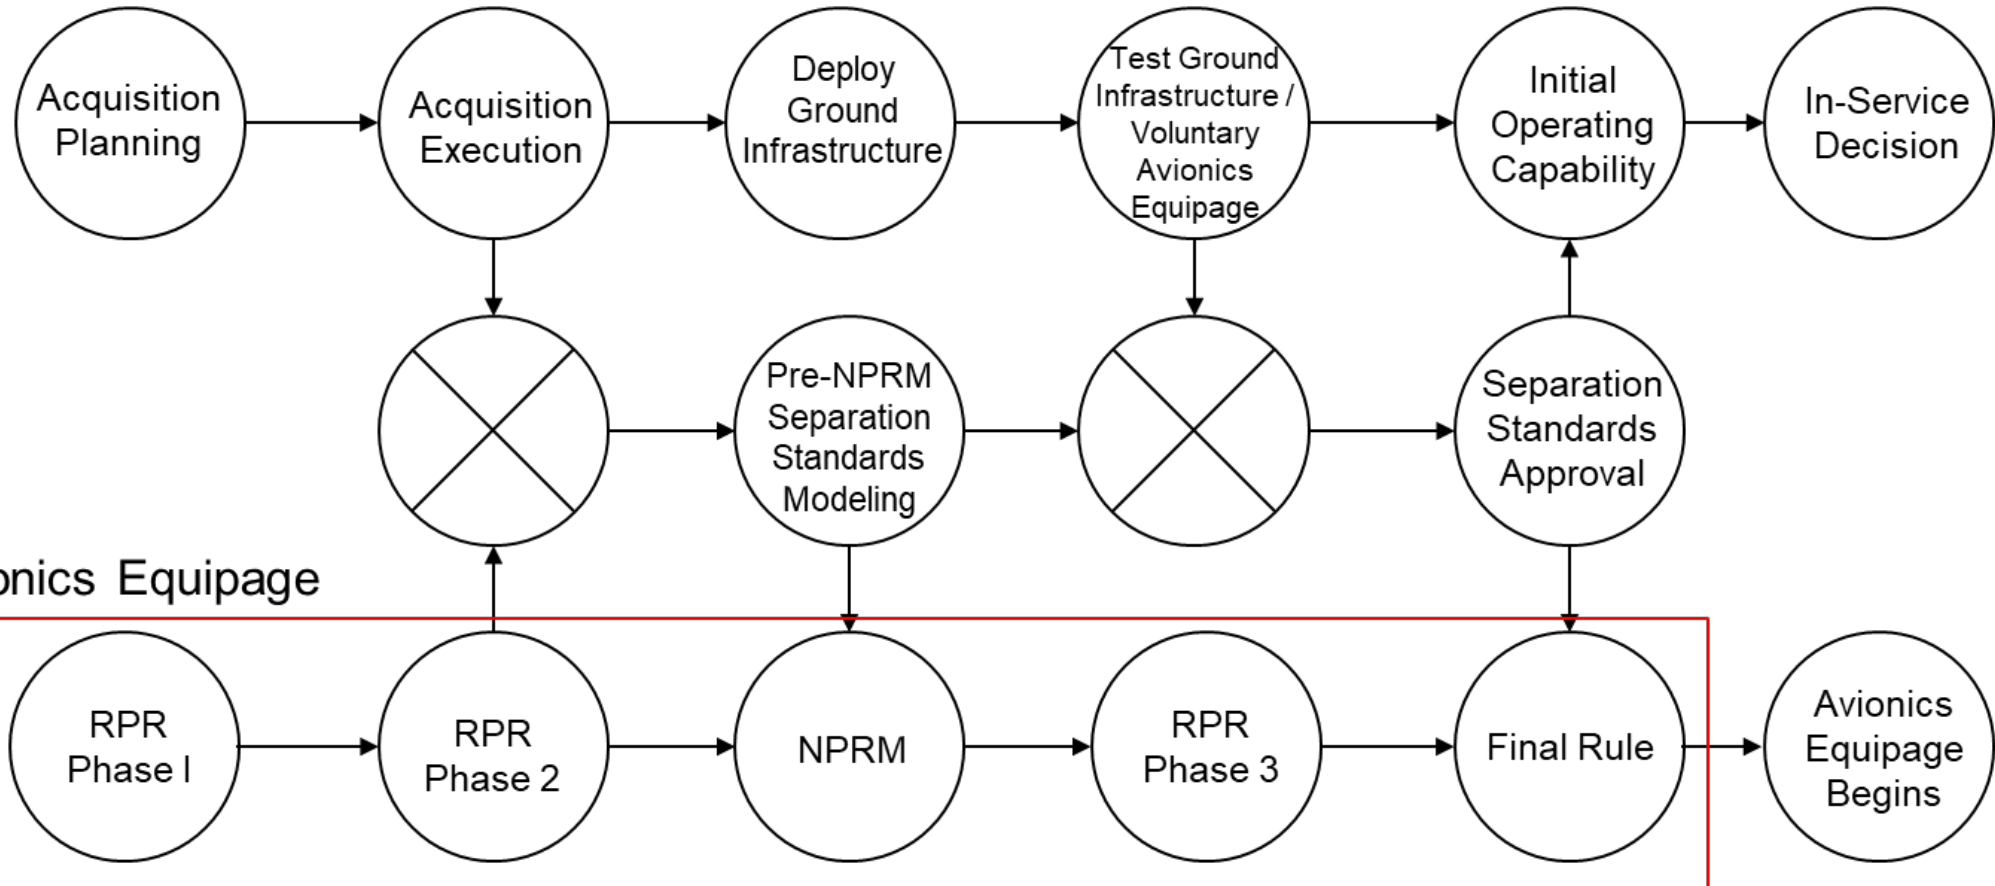 Acquisition
Planning
Acquisition
Execution
Deploy
Ground
Infrastructure
Test Ground
Infrastructure /
Voluntary
Avionics
Equipage
Initial
Operating
Capability
In-Service
Decision
Pre-NPRM
Separation
Standards
Modeling
Separation
Standards
Approval
onics Equipage
RPR
Phase I
RPR
Phase 2
NPRM
RPR
Phase 3
Final Rule
Avionics
Equipage
Begins